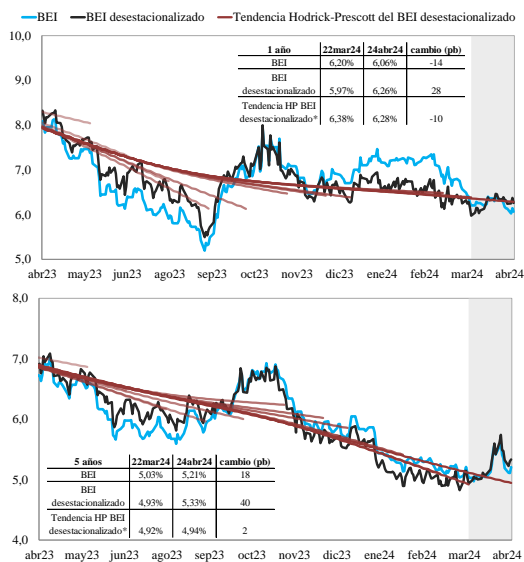 BEI BEI desestacionalizado Tendencia Hodrick-Prescott del BEI desestacionalizado
10,0
9,0
8,0
7,0
6,0
5,0
1 año 22mar24 24abr24 cambio (pb)
BEI 6,20% 6,06% -14
BEI
desestacionalizado 5,97% 6,26% 28
Tendencia HP BEI
desestacionalizado* 6,38% 6,28% -10
abr23 may23 jun23 ago23 sep23 oct23 nov23 dic23 ene24 feb24 mar24 abr24
8,0
7,0
6,0
5,0
4,0
5 años 22mar24 24abr24 cambio (pb)
BEI 5,03% 5,21% 18
BEI
desestacionalizado 4,93% 5,33% 40
Tendencia HP BEI
desestacionalizado* 4,92% 4,94% 2
abr23 may23 jun23 ago23 sep23 oct23 nov23 dic23 ene24 feb24 mar24 abr24